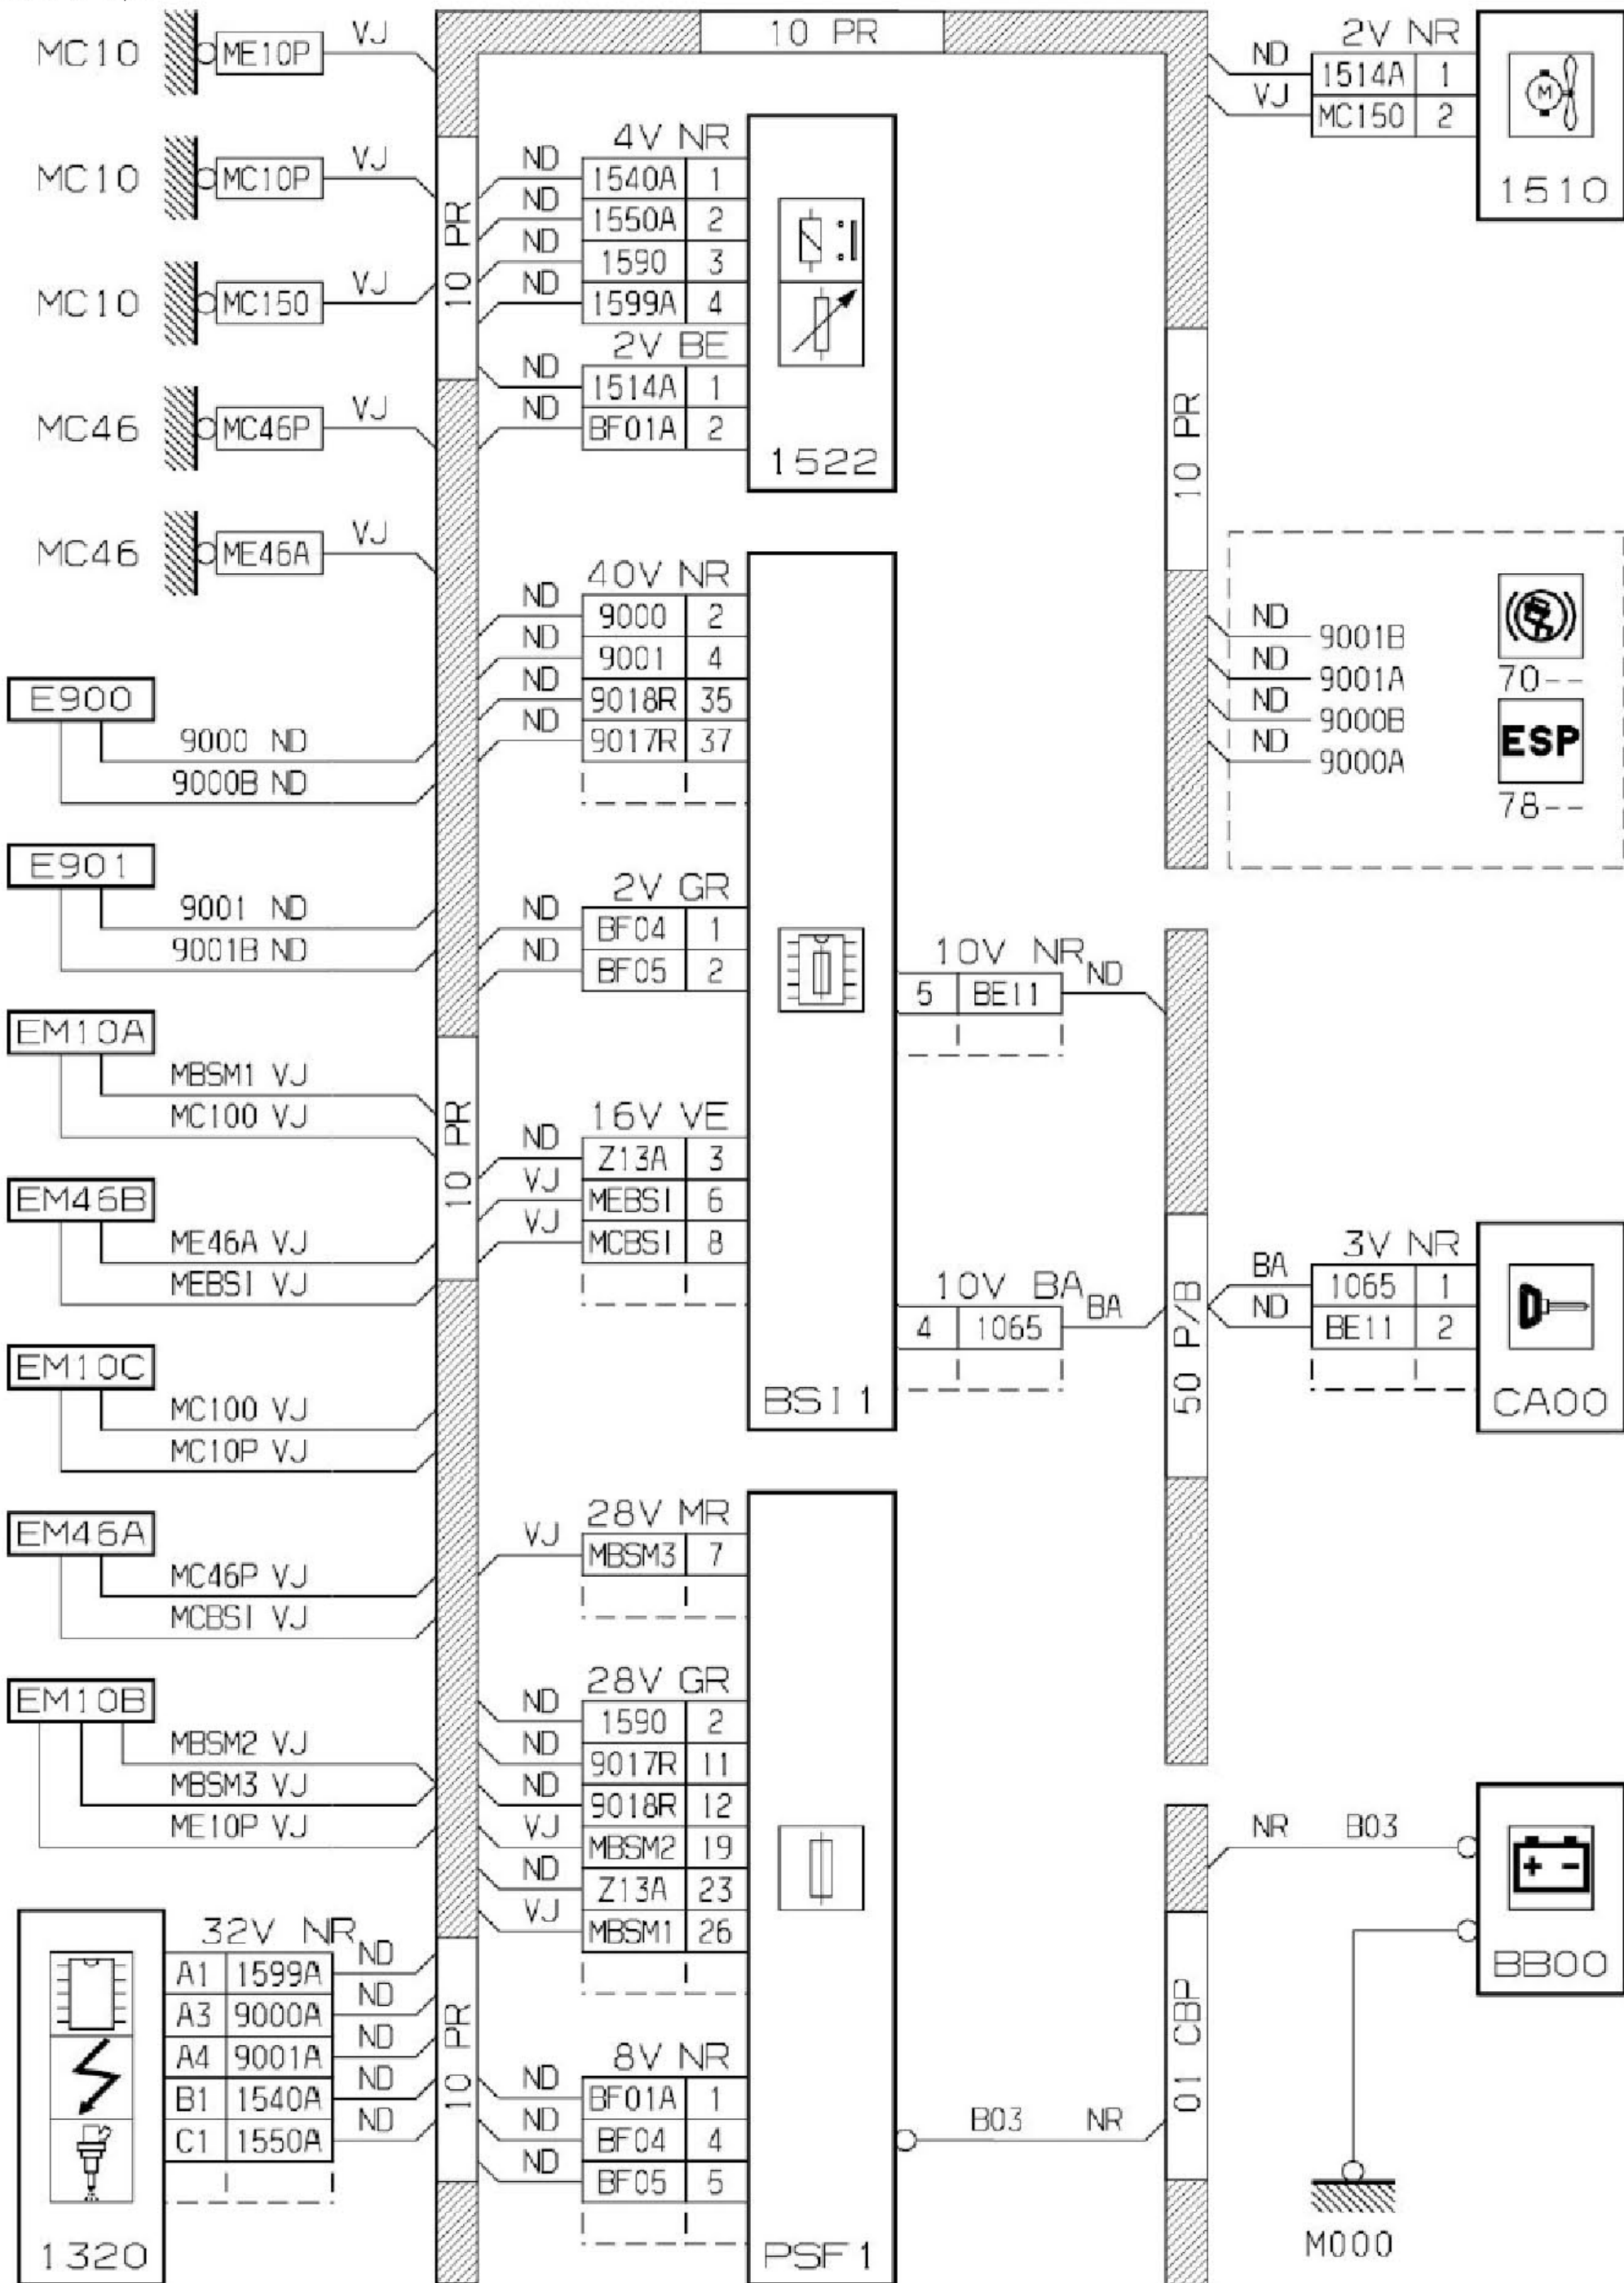 10 PR
MC10 ME10P VJ
MC10 MC10P VJ
MC10 MC150 VJ
MC46 MC46P VJ
MC46 ME46A VJ
E900
9000 ND
9000B ND
E901
9001 ND
9001B ND
EM10A
MBSM1 VJ
MC100 VJ
EM46B
ME46A VJ
MEBSI VJ
EM10C
MC100 VJ
MC10P VJ
EM46A
MC46P VJ
MCBSI VJ
EM10B
MBSM2 VJ
MBSM3 VJ
ME10P VJ
32V NR
A1 1599A ND
A3 9000A ND
A4 9001A ND
B1 1540A ND
C1 1550A ND
1320
10 PR
10 PR
10 PR
4V NR
ND 1540A 1
ND 1550A 2
ND 1590 3
ND 1599A 4
2V BE
ND 1514A 1
ND BF01A 2
1522
40V NR
ND 9000 2
ND 9001 4
ND 9018R 35
ND 9017R 37
2V GR
ND BF04 1
ND BF05 2
16V VE
ND Z13A 3
VJ MEBSI 6
VJ MCBSI 8
10V NR
5 BE11 ND
10V BA
4 1065 BA
BSI1
28V MR
VJ MBSM3 7
28V GR
ND 1590 2
ND 9017R 11
ND 9018R 12
VJ MBSM2 19
ND Z13A 23
VJ MBSM1 26
8V NR
ND BF01A 1
ND BF04 4
ND BF05 5
PSF1
B03 NR
10 PR
50 P/B
01 CBP
2V NR
ND 1514A 1
VJ MC150 2
M
1510
ND 9001B
ND 9001A
ND 9000B
ND 9000A
70--
ESP
78--
3V NR
BA 1065 1
ND BE11 2
CA00
NR B03
+ -
BB00
M000